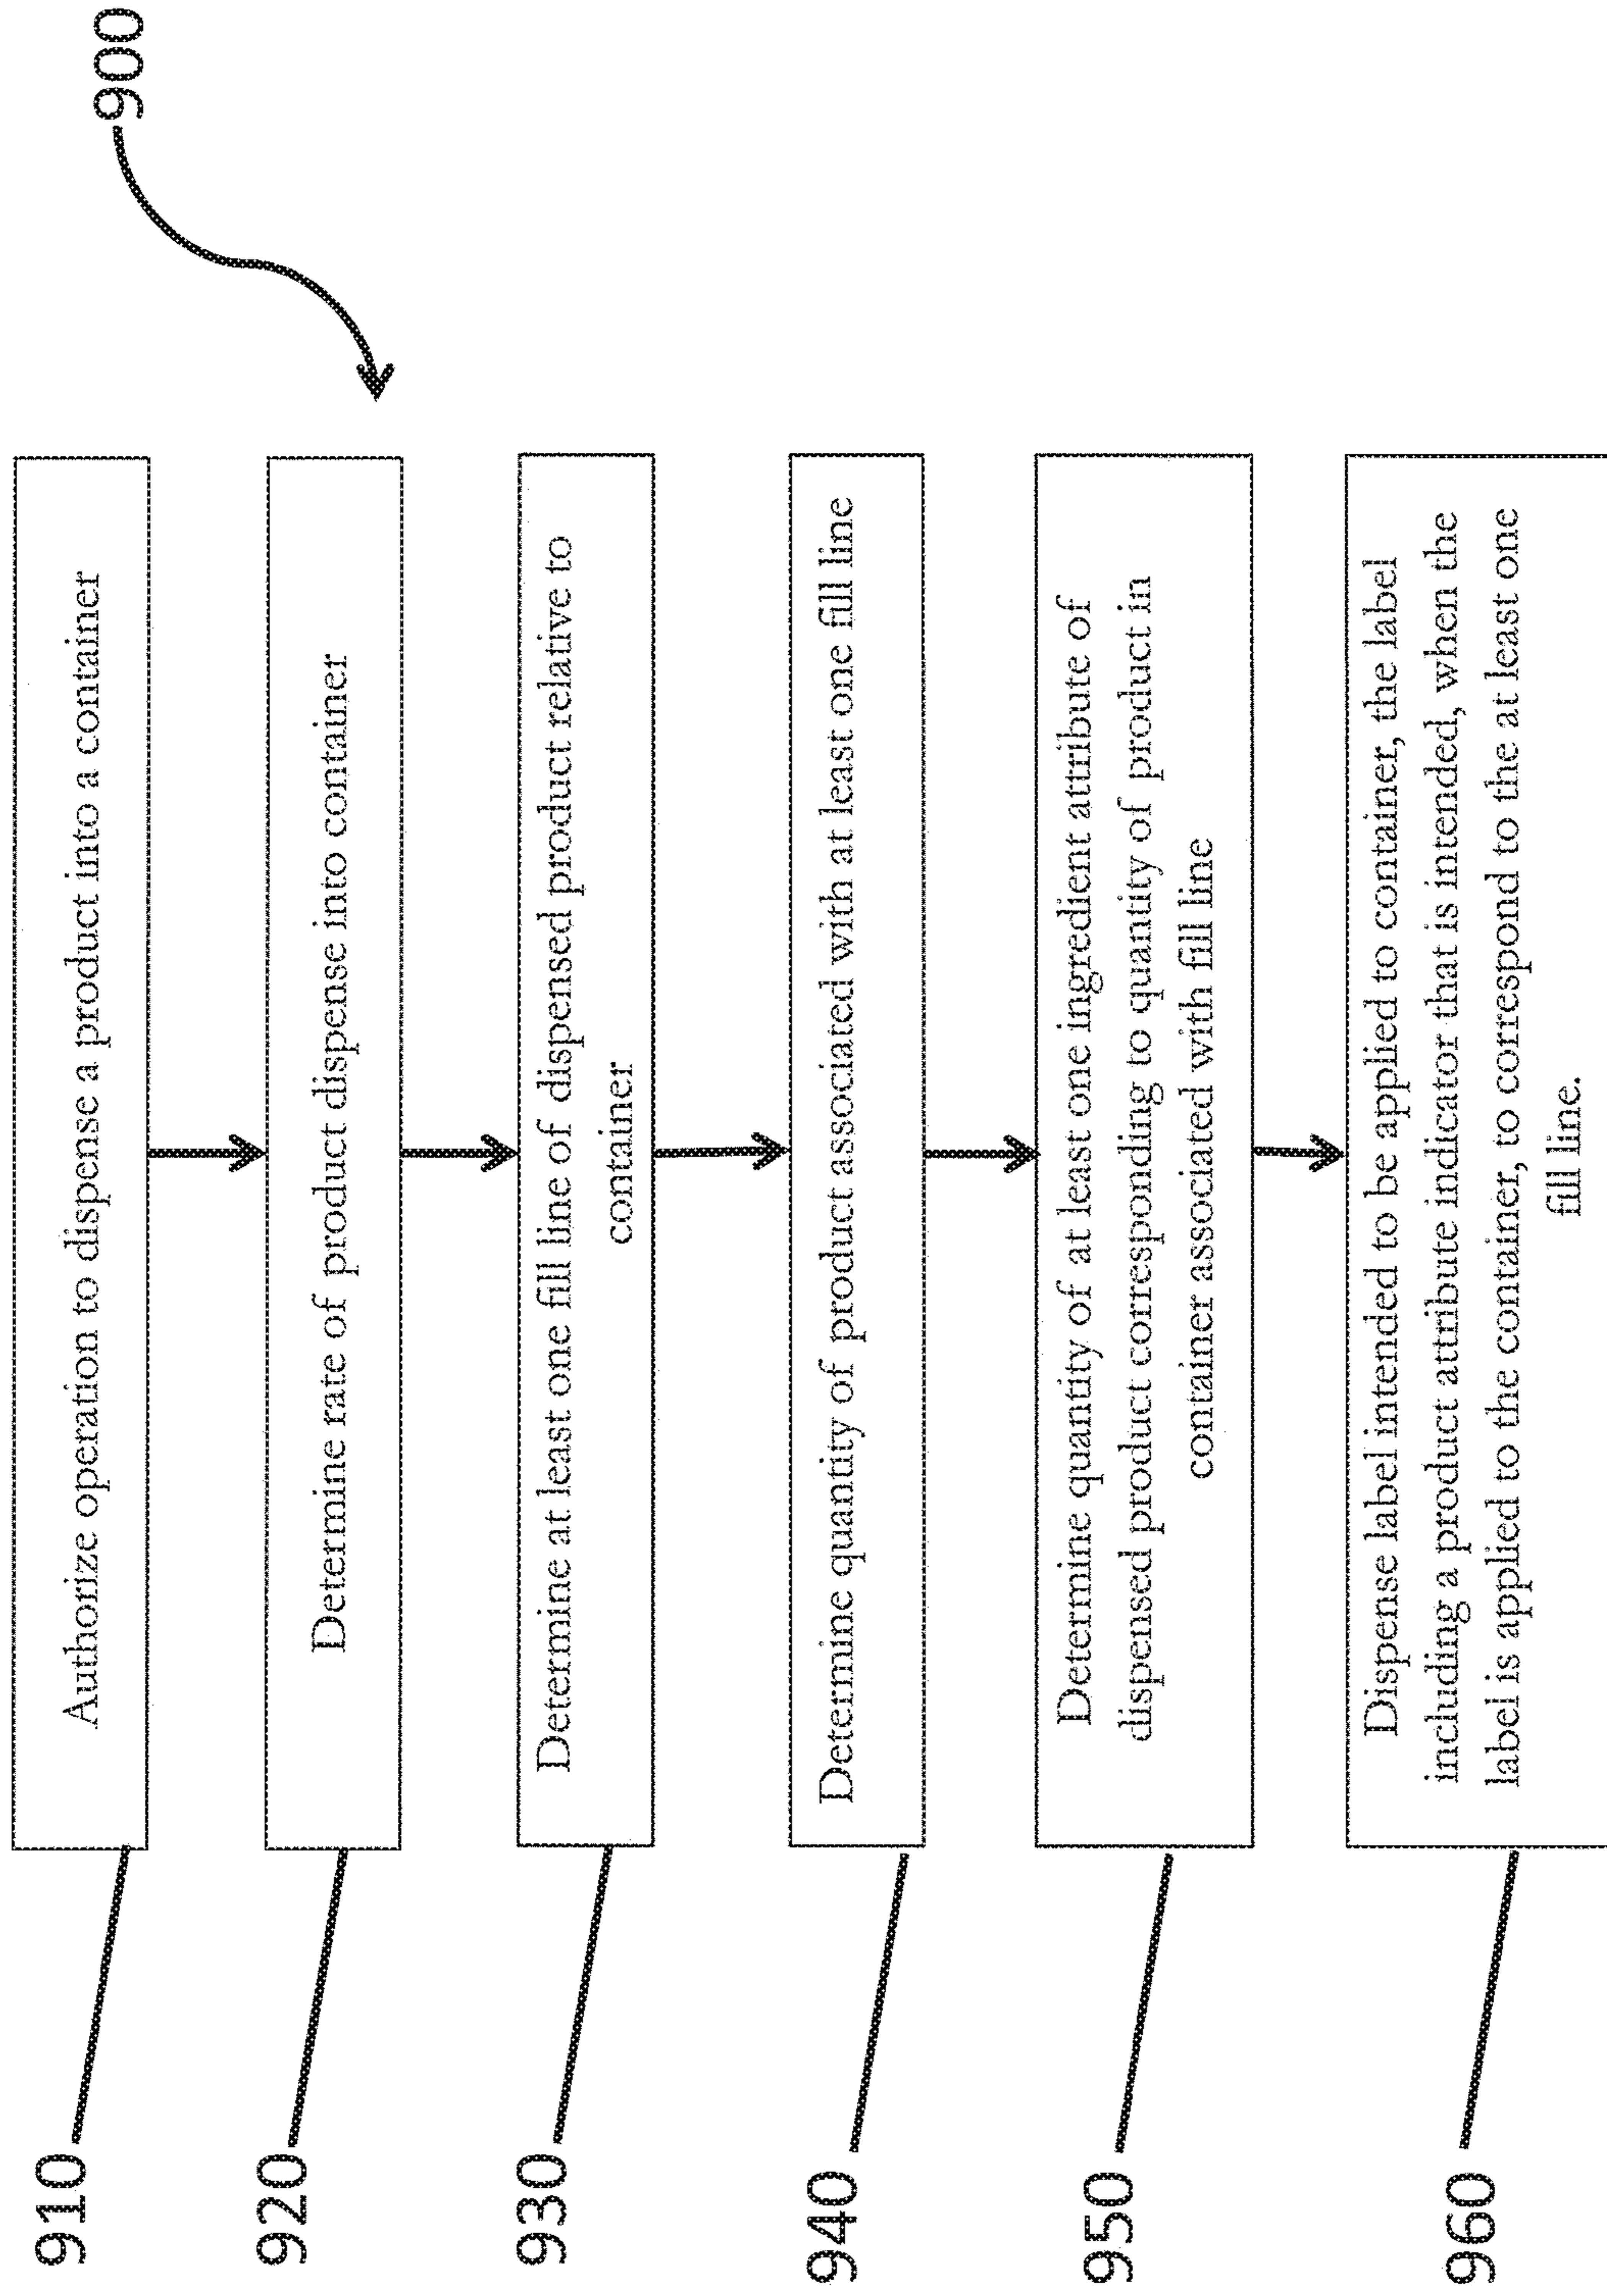 900
910
Authorize operation to dispense a product into a container
920
Determine rate of product dispense into container
930
Determine at least one fill line of dispensed product relative to
container
940
Determine quantity of product associated with at least one fill line
950
Determine quantity of at least one ingredient attribute of
dispensed product corresponding to quantity of product in
container associated with fill line
960
Dispense label intended to be applied to container, the label
including a product attribute indicator that is intended, when the
label is applied to the container, to correspond to the at least one
fill line.